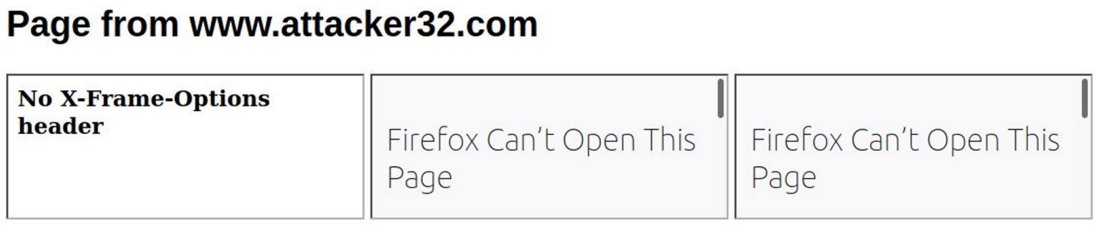 Page from www.attacker32.com
No X-Frame-Options
header
Firefox Can’t Open This
Page
Firefox Can’t Open This
Page